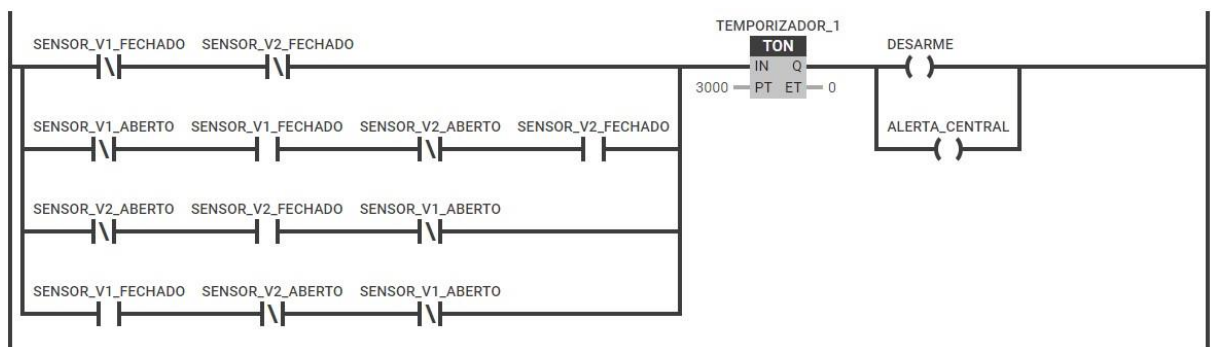 TEMPORIZADOR_1
SENSOR_V1_FECHADO SENSOR_V2_FECHADO TON DESARME
IN Q
3000 PT ET 0
SENSOR_V1_ABERTO SENSOR_V1_FECHADO SENSOR_V2_ABERTO SENSOR_V2_FECHADO ALERTA_CENTRAL
SENSOR_V2_ABERTO SENSOR_V2_FECHADO SENSOR_V1_ABERTO
SENSOR_V1_FECHADO SENSOR_V2_ABERTO SENSOR_V1_ABERTO